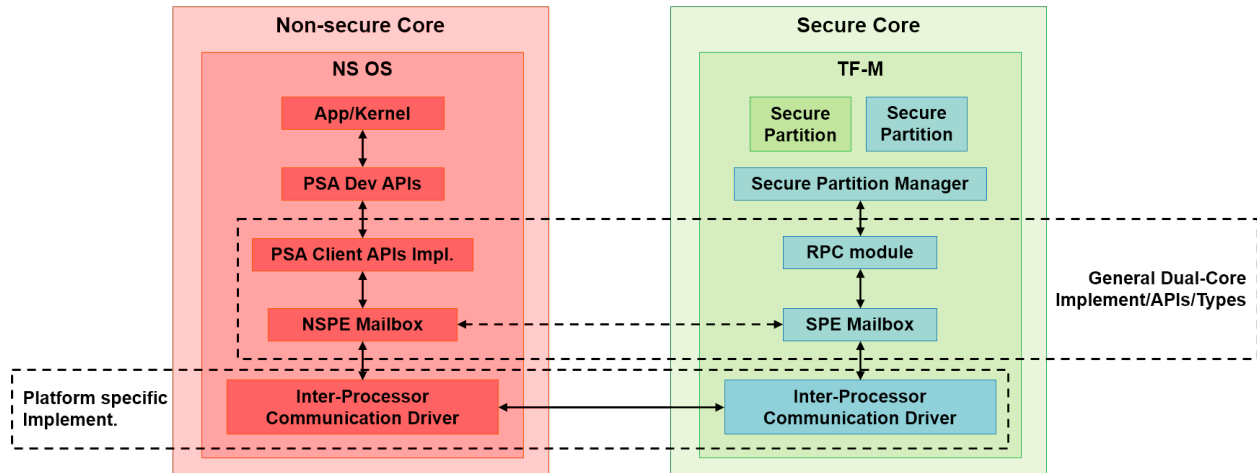 Non-secure Core
NS OS
App/Kernel
PSA Dev APIs
PSA Client APIs Impl.
NSPE Mailbox
Inter-Processor
Communication Driver
Secure Core
TF-M
Secure
Partition
Secure
Partition
Secure Partition Manager
RPC module
SPE Mailbox
Inter-Processor
Communication Driver
General Dual-Core
Implement/APIs/Types
Platform specific
Implement.